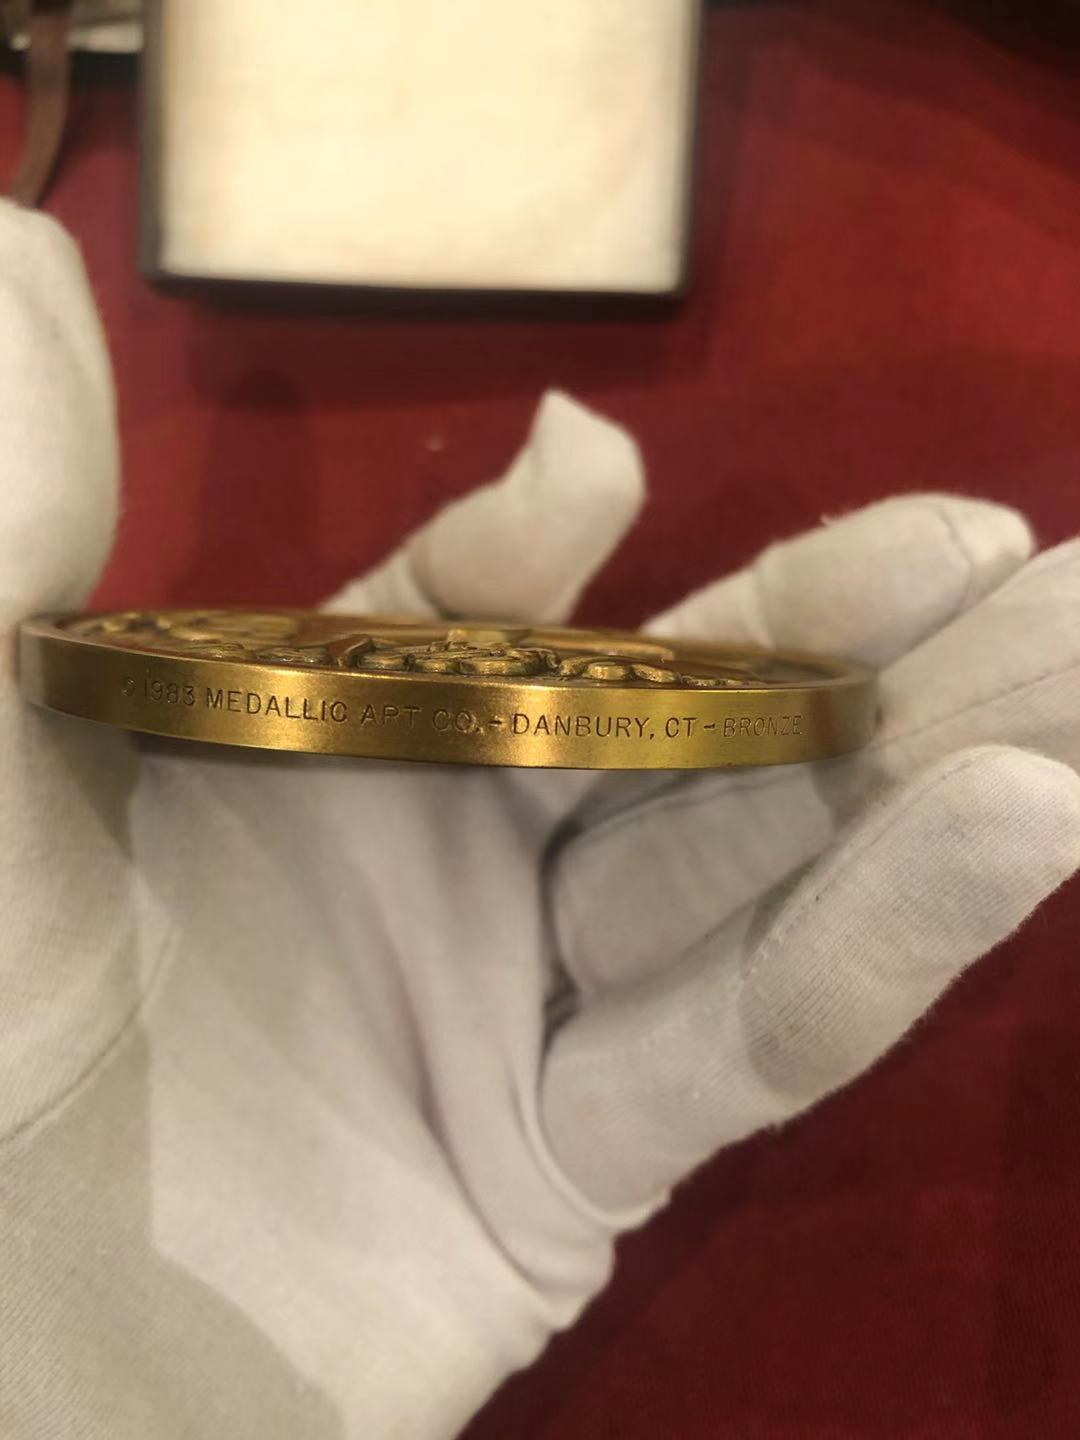 © 1983 MEDALLIC ART CO. - DANBURY, CT - BRONZE